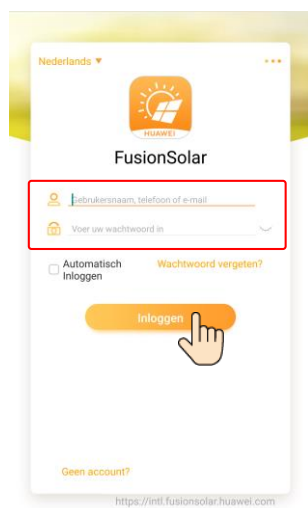 Nederlands ▼
HUAWEI
FusionSolar
Gebruikersnaam, telefoon of e-mail
Voer uw wachtwoord in
Automatisch Inloggen
Wachtwoord vergeten?
Inloggen
Geen account?
https://intl.fusionsolar.huawei.com